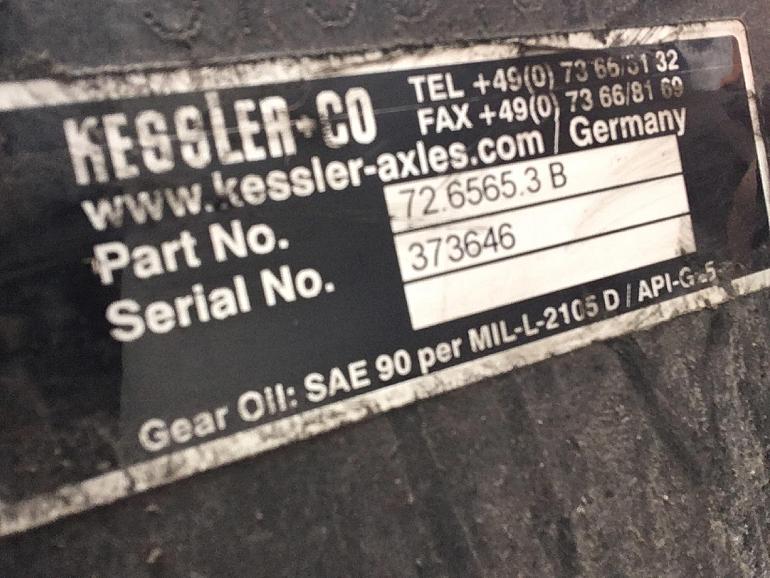 KESSLER+CO
TEL +49(0) 73 66/81 32
FAX +49(0) 73 66/81 69
www.kessler-axles.com | Germany
Part No. 72.6565.3 B
Serial No. 373646
Gear Oil: SAE 90 per MIL-L-2105 D / API-GL5